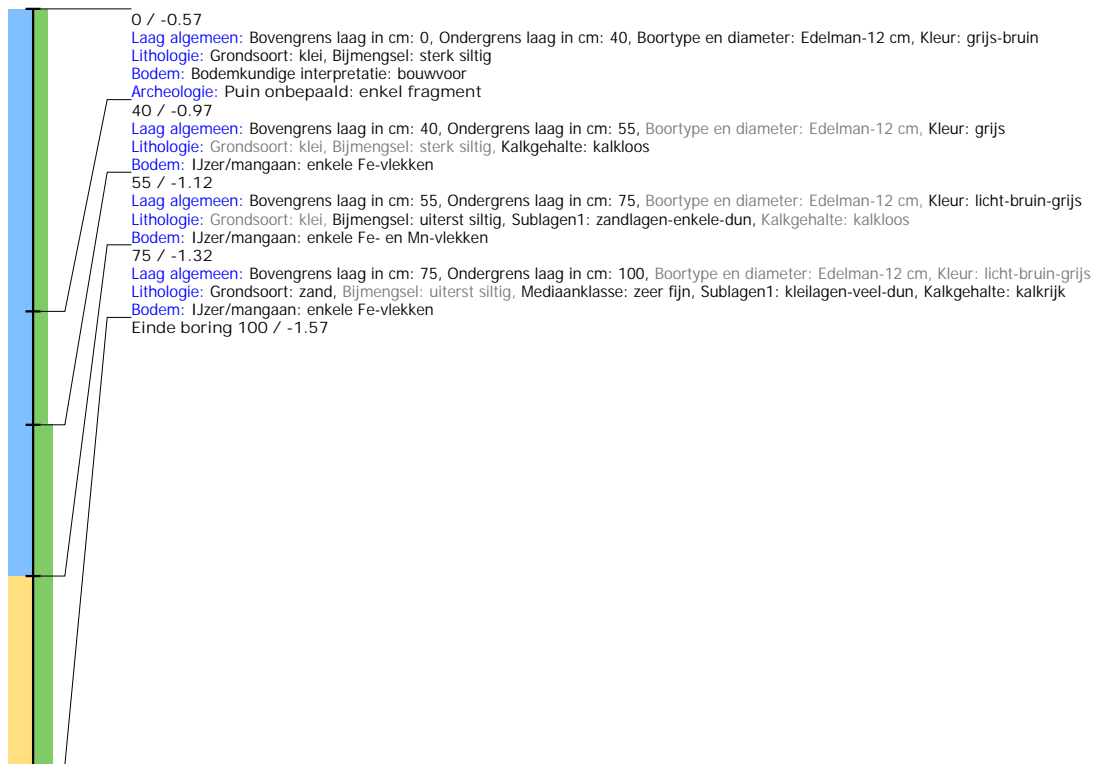 0 / -0.57
Laag algemeen: Bovengrens laag in cm: 0, Ondergrens laag in cm: 40, Boortype en diameter: Edelman-12 cm, Kleur: grijs-bruin
Lithologie: Grondsoort: klei, Bijmengsel: sterk siltig
Bodem: Bodemkundige interpretatie: bouwvoor
Archeologie: Puin onbepaald: enkel fragment
40 / -0.97
Laag algemeen: Bovengrens laag in cm: 40, Ondergrens laag in cm: 55, Boortype en diameter: Edelman-12 cm, Kleur: grijs
Lithologie: Grondsoort: klei, Bijmengsel: sterk siltig, Kalkgehalte: kalkloos
Bodem: IJzer/mangaan: enkele Fe-vlekken
55 / -1.12
Laag algemeen: Bovengrens laag in cm: 55, Ondergrens laag in cm: 75, Boortype en diameter: Edelman-12 cm, Kleur: licht-bruin-grijs
Lithologie: Grondsoort: klei, Bijmengsel: uiterst siltig, Sublagen1: zandlagen-enkele-dun, Kalkgehalte: kalkloos
Bodem: IJzer/mangaan: enkele Fe- en Mn-vlekken
75 / -1.32
Laag algemeen: Bovengrens laag in cm: 75, Ondergrens laag in cm: 100, Boortype en diameter: Edelman-12 cm, Kleur: licht-bruin-grijs
Lithologie: Grondsoort: zand, Bijmengsel: uiterst siltig, Mediaanklasse: zeer fijn, Sublagen1: kleilagen-veel-dun, Kalkgehalte: kalkrijk
Bodem: IJzer/mangaan: enkele Fe-vlekken
Einde boring 100 / -1.57